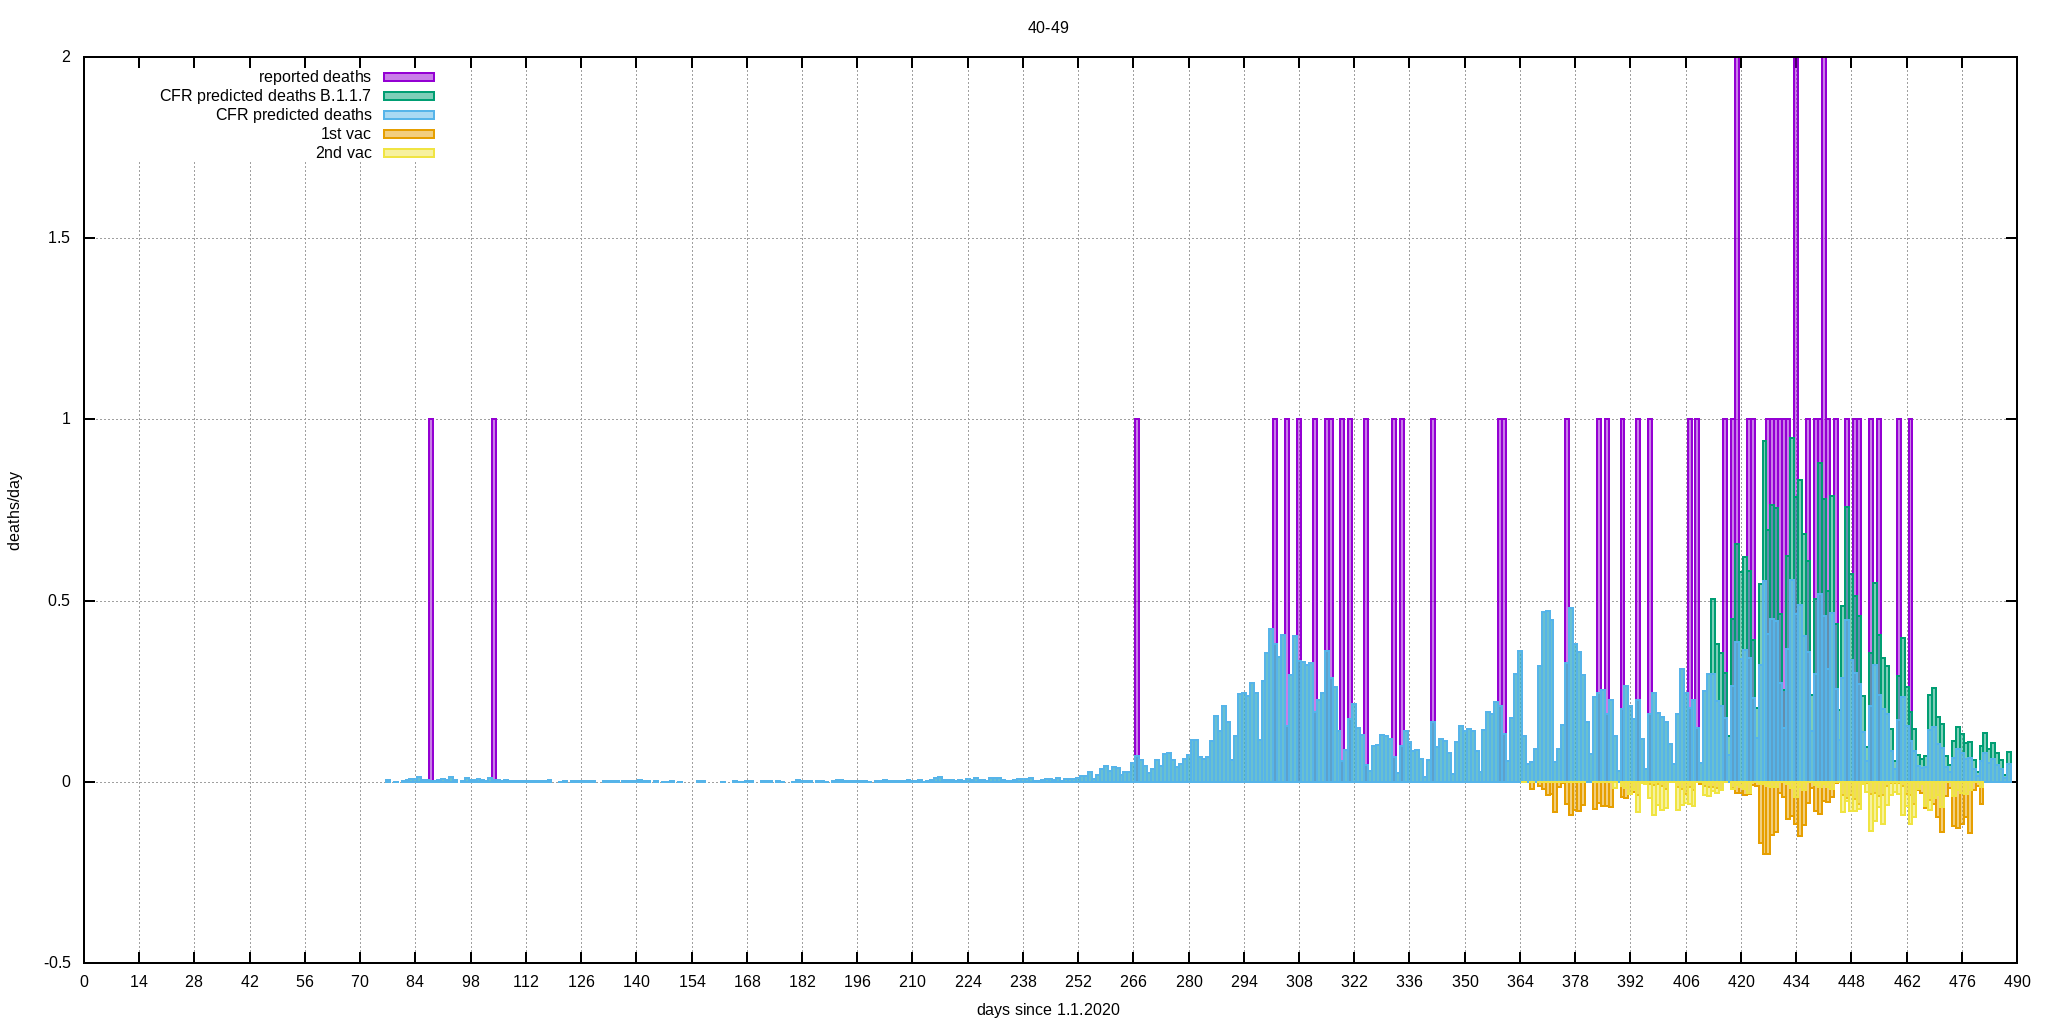 40-49
reported deaths
CFR predicted deaths B.1.1.7
CFR predicted deaths
1st vac
2nd vac
2
1.5
1
0.5
0
-0.5
deaths/day
0 14 28 42 56 70 84 98 112 126 140 154 168 182 196 210 224 238 252 266 280 294 308 322 336 350 364 378 392 406 420 434 448 462 476 490
days since 1.1.2020